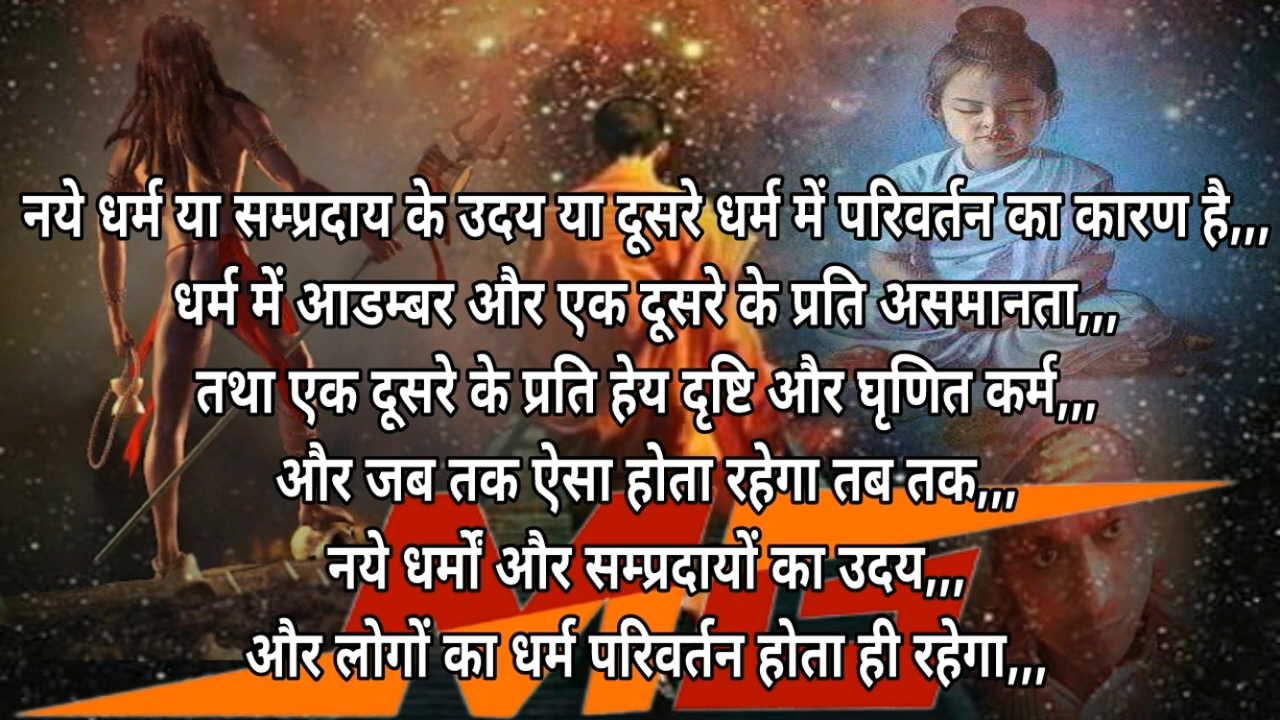 नये धर्म या सम्प्रदाय के उदय या दूसरे धर्म में परिवर्तन का कारण है,,,
धर्म में आडम्बर और एक दूसरे के प्रति असमानता,,,
तथा एक दूसरे के प्रति हेय दृष्टि और घृणित कर्म,,,
और जब तक ऐसा होता रहेगा तब तक,,,
नये धर्मों और सम्प्रदायों का उदय,,,
और लोगों का धर्म परिवर्तन होता ही रहेगा,,,
MG